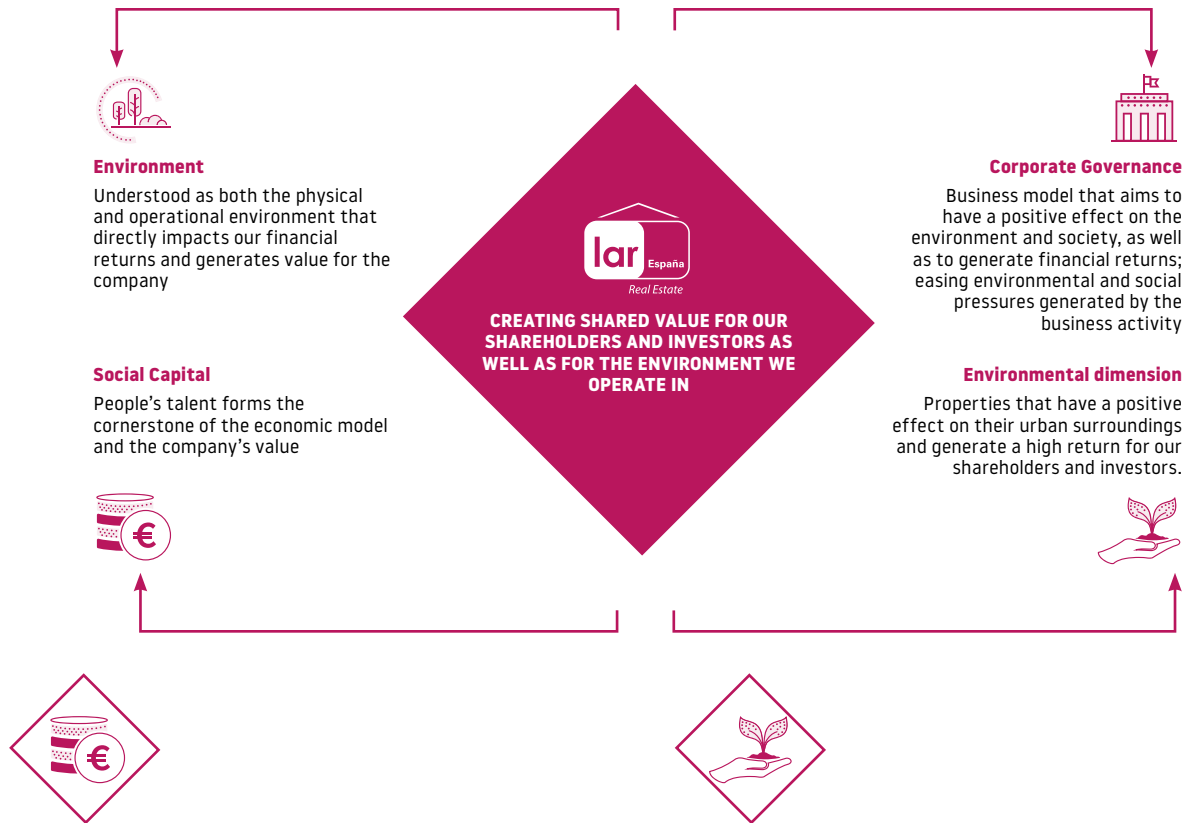 Environment
Understood as both the physical
and operational environment that
directly impacts our financial
returns and generates value for the
company
Social Capital
People’s talent forms the
cornerstone of the economic model
and the company’s value
€
lar
España
Real Estate
CREATING SHARED VALUE FOR OUR
SHAREHOLDERS AND INVESTORS AS
WELL AS FOR THE ENVIRONMENT WE
OPERATE IN
Corporate Governance
Business model that aims to
have a positive effect on the
environment and society, as well
as to generate financial returns;
easing environmental and social
pressures generated by the
business activity
Environmental dimension
Properties that have a positive
effect on their urban surroundings
and generate a high return for our
shareholders and investors.
€